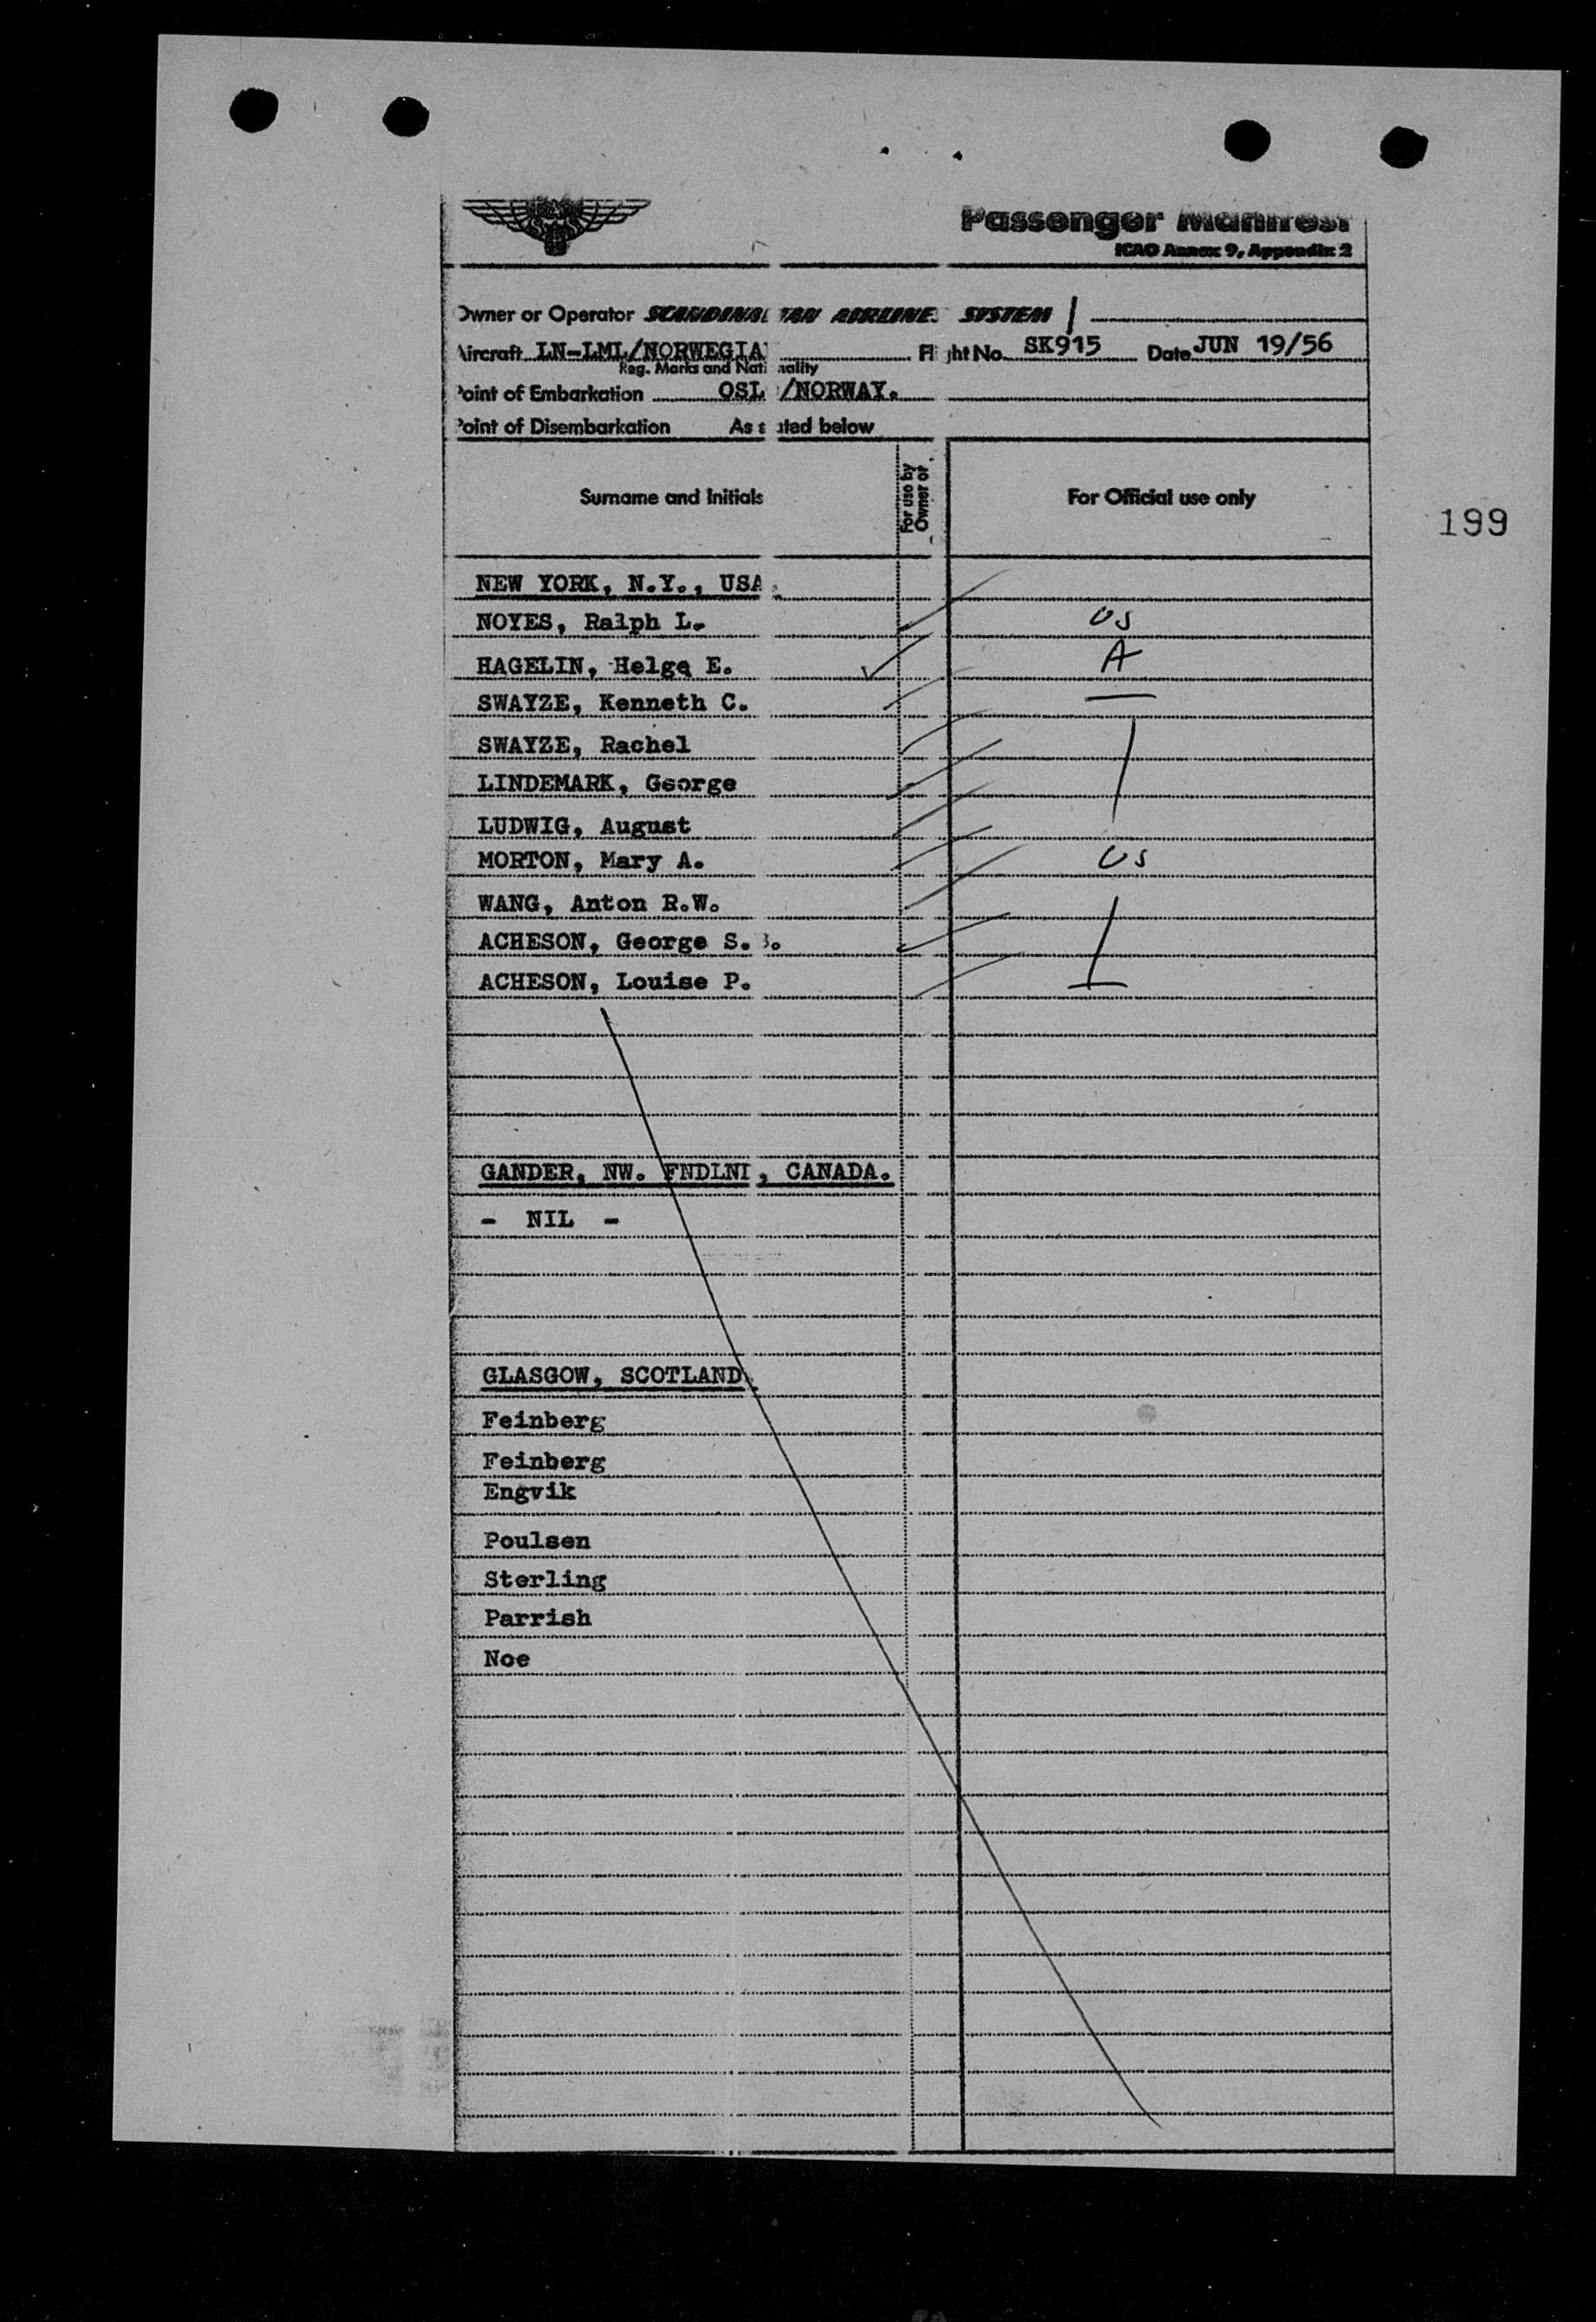 SAS
Passenger Manifest
ICAO Annex 9, Appendix 2
Owner or Operator SCANDINAVIAN AIRLINES SYSTEM
Aircraft LN-LML/NORWEGIA Flight No. SK915 Date JUN 19/56
Reg. Marks and Nationality
Point of Embarkation OSL /NORWAY.
Point of Disembarkation As stated below
Surname and Initials For use by Owner or For Official use only
199
NEW YORK, N.Y., USA.
NOYES, Ralph L. US
HAGELIN, Helge E. A
SWAYZE, Kenneth C.
SWAYZE, Rachel
LINDEMARK, George
LUDWIG, August
MORTON, Mary A. US
WANG, Anton R.W.
ACHESON, George S.
ACHESON, Louise P.
GANDER, NW. FNDLN , CANADA.
- NIL -
GLASGOW, SCOTLAND.
Feinberg
Feinberg
Engvik
Poulsen
Sterling
Parrish
Noe